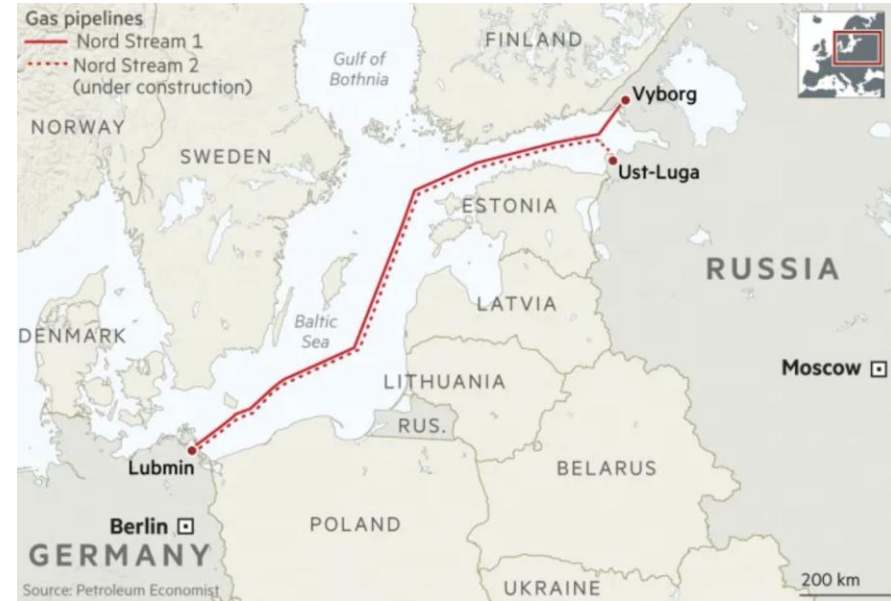 Gas pipelines
Nord Stream 1
Nord Stream 2
(under construction)
Gulf of
Bothnia
FINLAND
Vyborg
NORWAY
SWEDEN
Ust-Luga
ESTONIA
RUSSIA
LATVIA
Baltic
Sea
DENMARK
Moscow
LITHUANIA
RUS.
Lubmin
BELARUS
Berlin
POLAND
GERMANY
Source: Petroleum Economist
UKRAINE
200 km